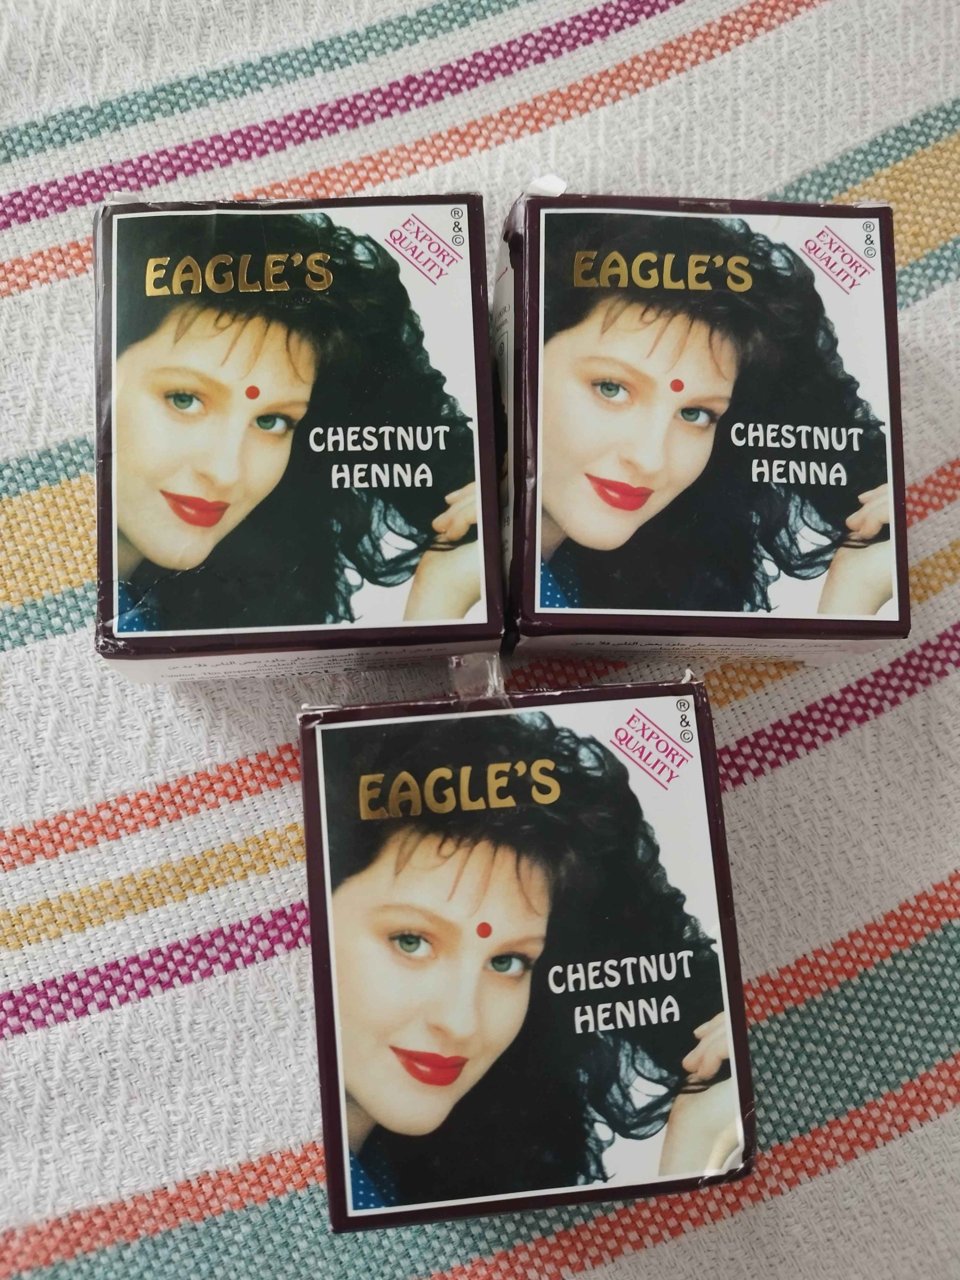 EAGLE'S
EXPORT
QUALITY
® & ©
CHESTNUT
HENNA
EAGLE'S
EXPORT
QUALITY
® & ©
CHESTNUT
HENNA
EAGLE'S
EXPORT
QUALITY
® & ©
CHESTNUT
HENNA